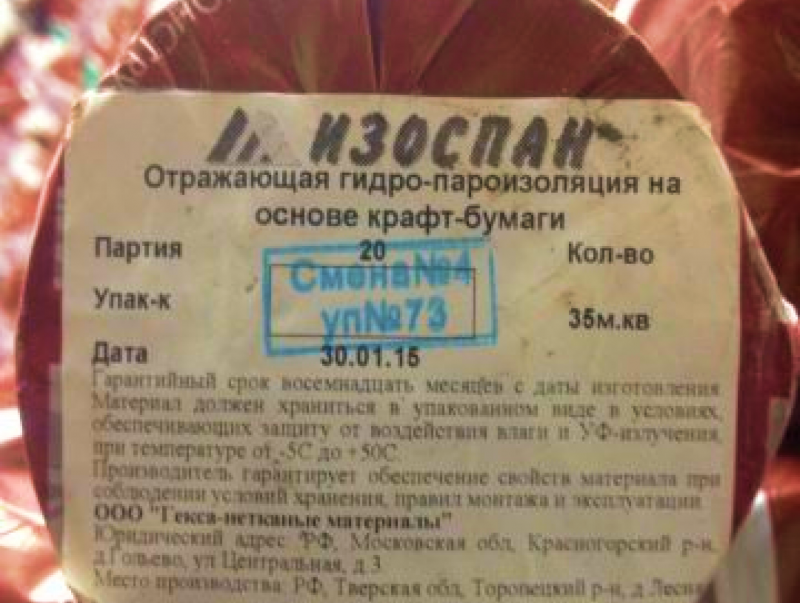 ИЗОСПАН
Отражающая гидро-пароизоляция на
основе крафт-бумаги
Партия 20 Кол-во
Смена№4
Упак-к уп№73 35м.кв
Дата 30.01.15
Гарантийный срок восемнадцать месяцев с даты изготовления
Материал должен храниться в упакованном виде в условиях,
обеспечивающих защиту от воздействия влаги и УФ-излучения,
при температуре от -5С до +50С.
Производитель гарантирует обеспечение свойств материала при
соблюдении условий хранения, правил монтажа и эксплуатации
ООО "Гекса-нетканые материалы"
Юридический адрес РФ, Московская обл, Красногорский р-н,
д.Гольево, ул Центральная, д.3
Место производства: РФ, Тверская обл, Торопецкий р-н, д